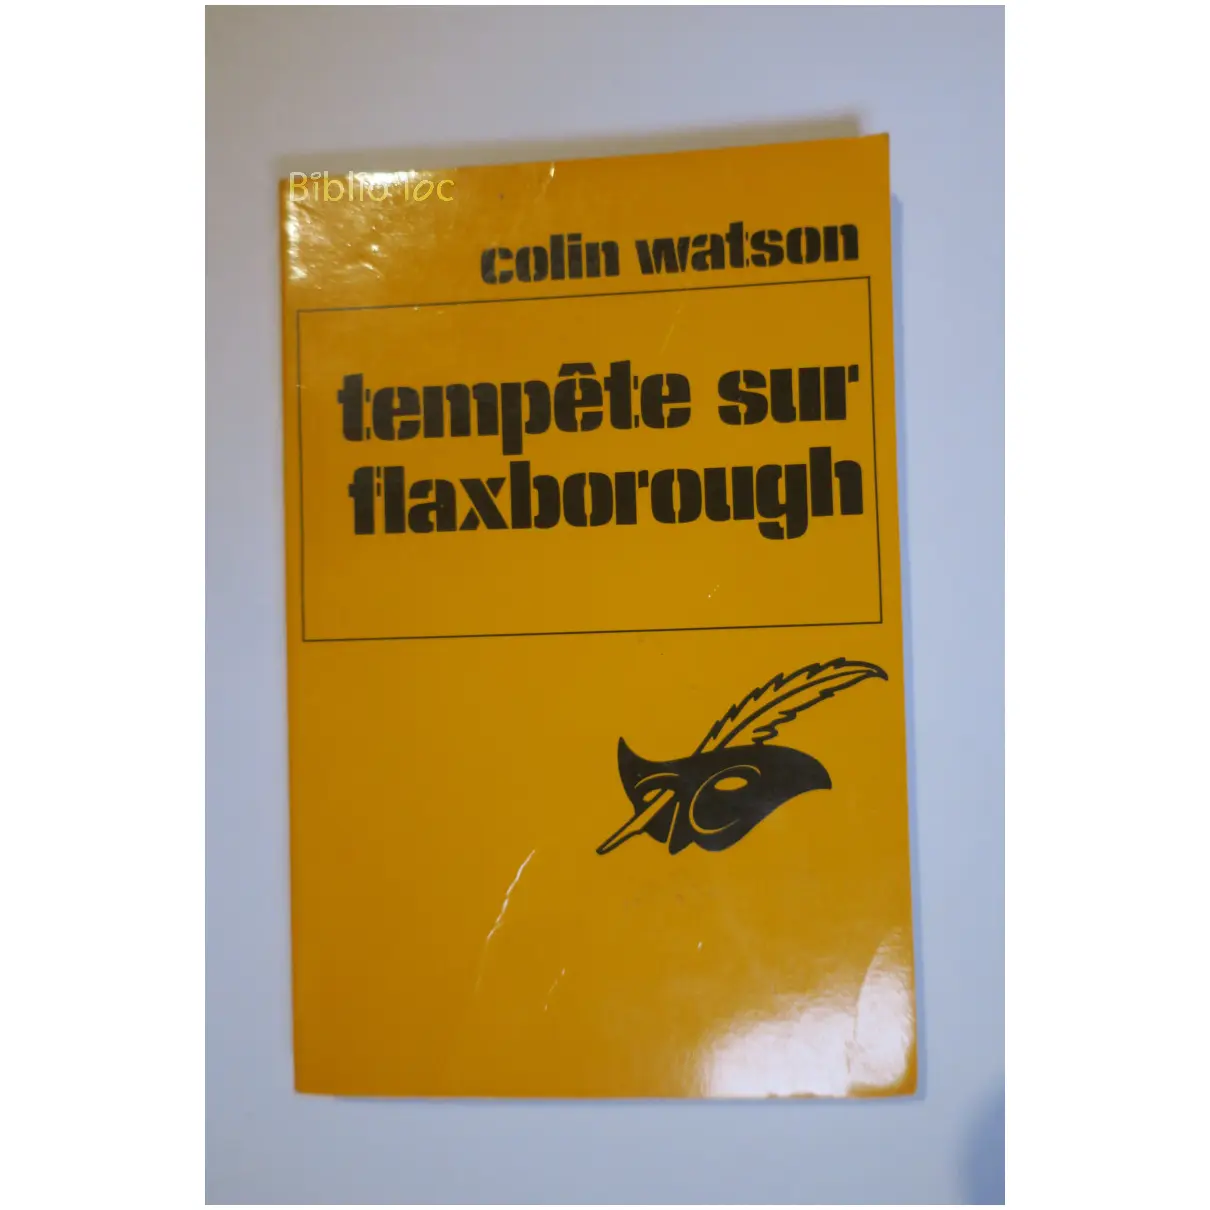 Biblio loc
colin watson
tempête sur
flaxborough